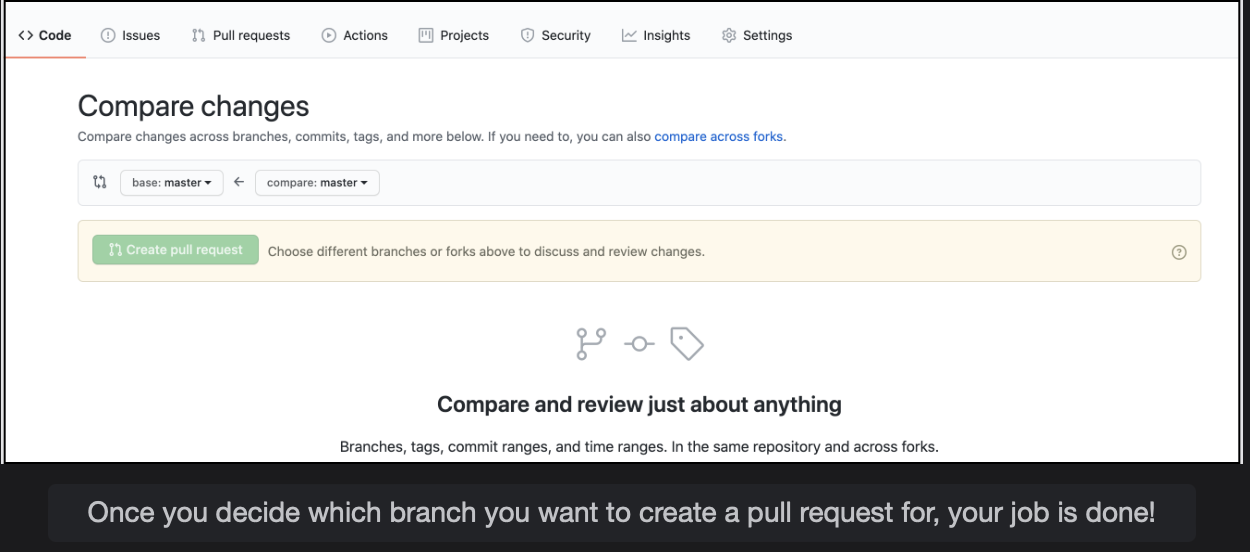 Code Issues Pull requests Actions Projects Security Insights Settings
Compare changes
Compare changes across branches, commits, tags, and more below. If you need to, you can also compare across forks.
base: master ← compare: master
Create pull request Choose different branches or forks above to discuss and review changes.
Compare and review just about anything
Branches, tags, commit ranges, and time ranges. In the same repository and across forks.
Once you decide which branch you want to create a pull request for, your job is done!